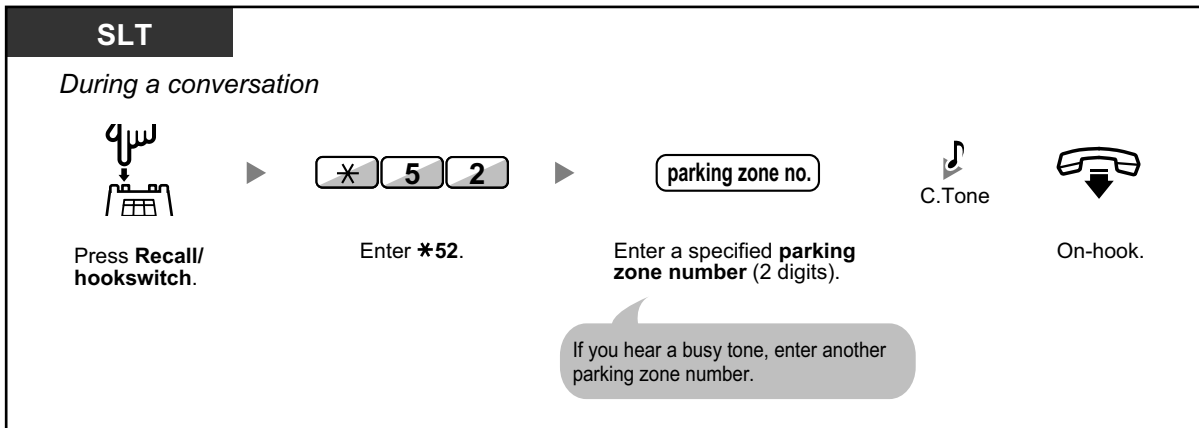 SLT
During a conversation
* 5 2
parking zone no.
C.Tone
Press Recall/
hookswitch.
Enter *52.
Enter a specified parking
zone number (2 digits).
On-hook.
If you hear a busy tone, enter another
parking zone number.